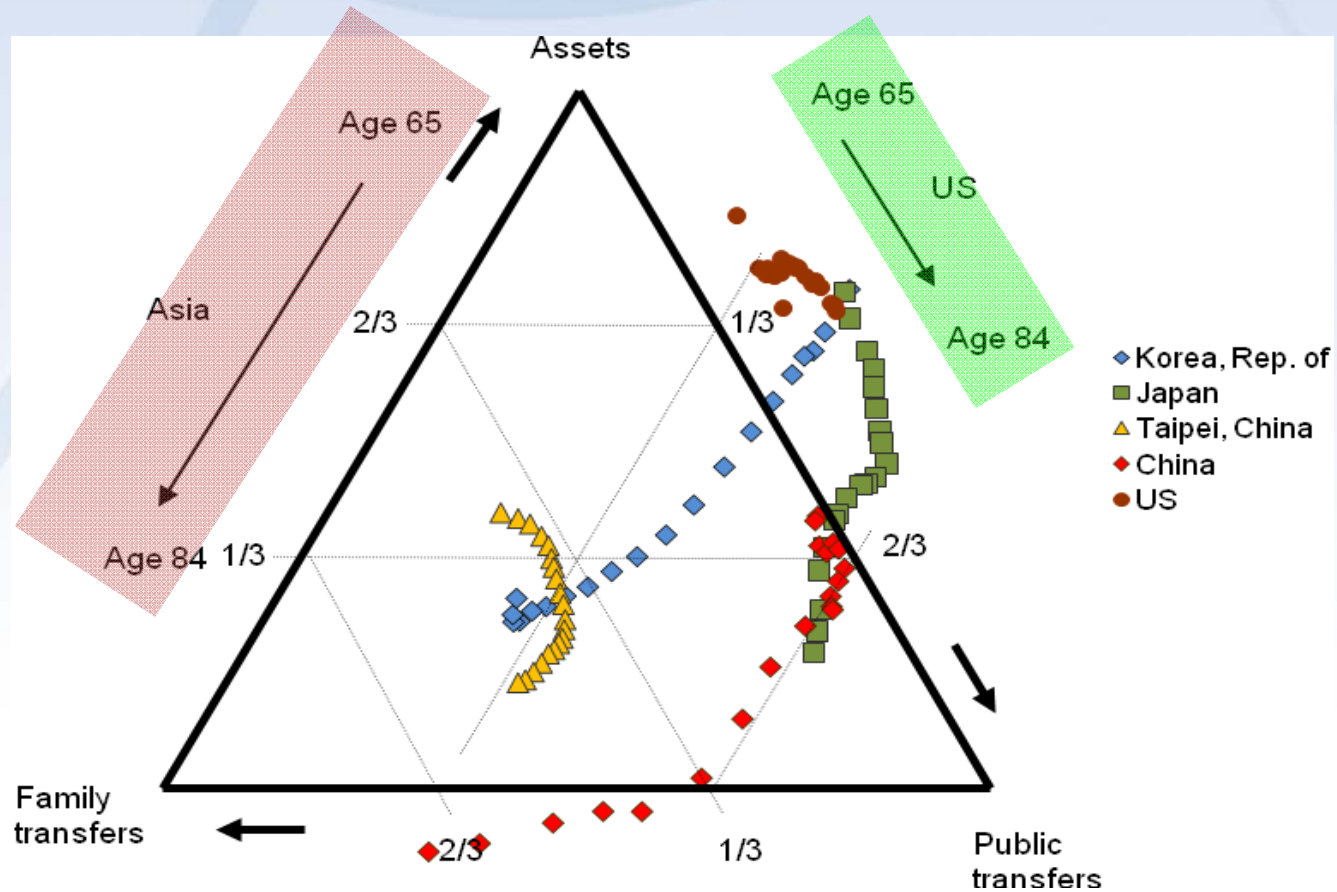 Assets
Age 65
Age 65
US
Asia
2/3
1/3
Age 84
Korea, Rep. of
Japan
Taipei, China
China
US
Age 84
1/3
2/3
Family
transfers
2/3
1/3
Public
transfers